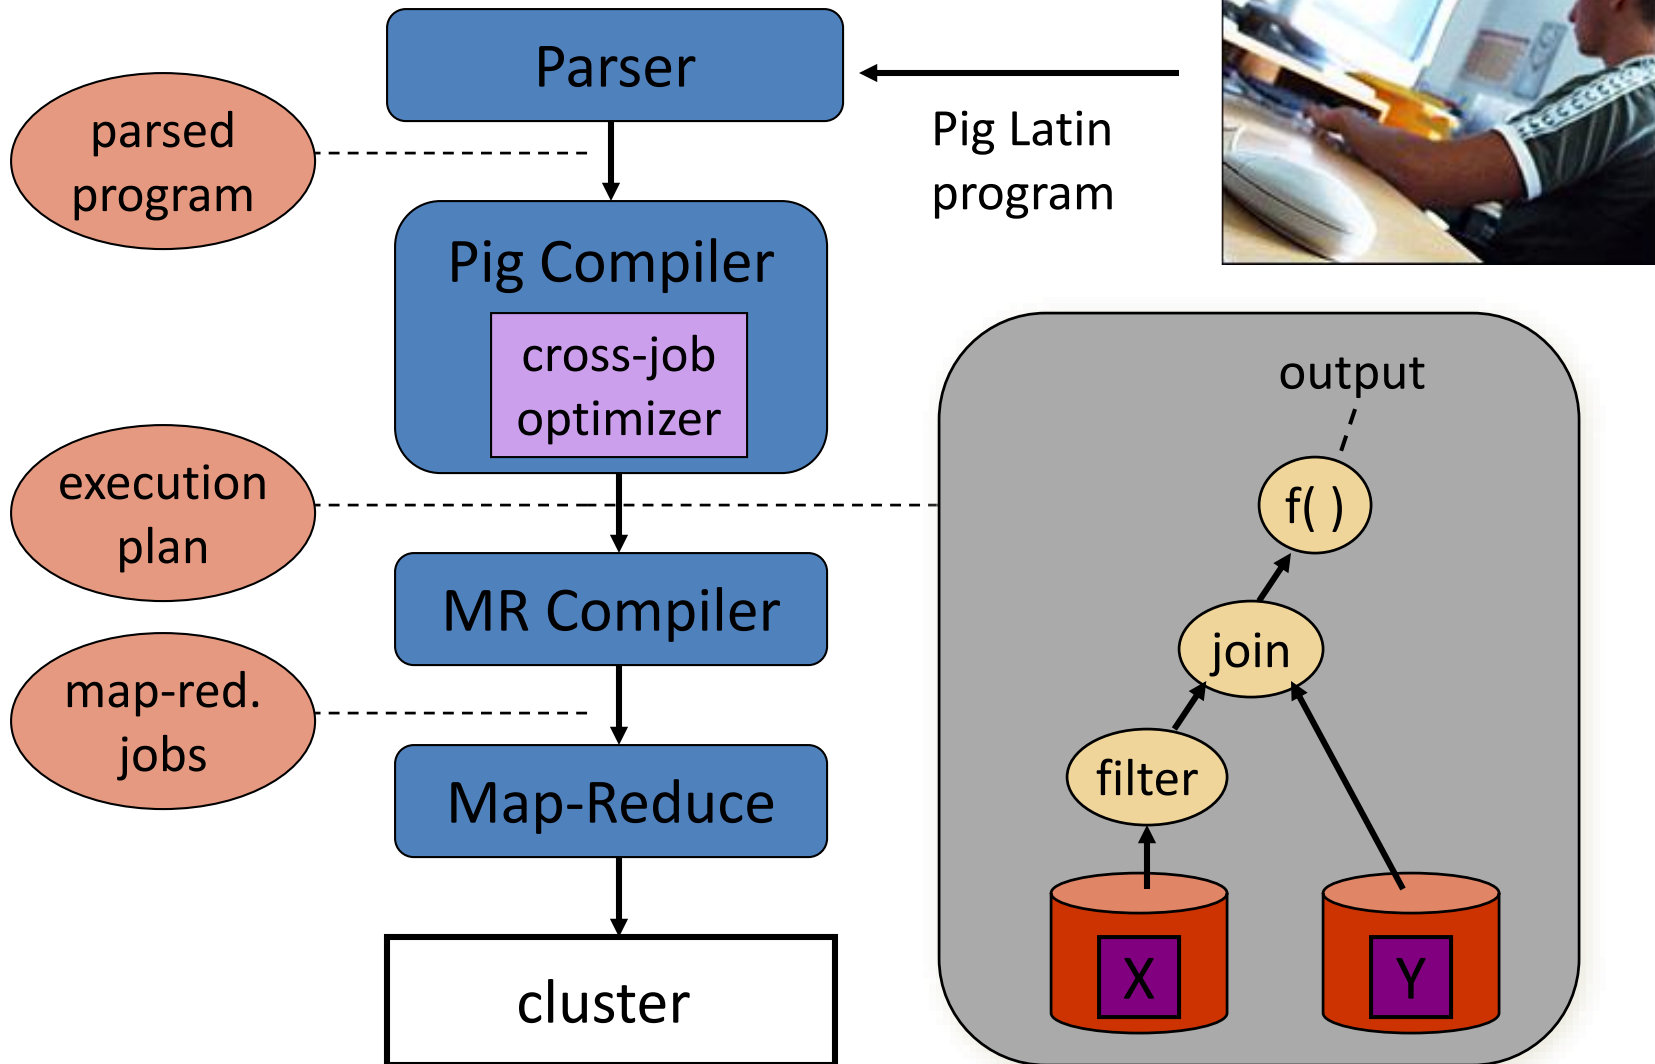 Parser
parsed
program
Pig Latin
program
Pig Compiler
cross-job
optimizer
execution
plan
MR Compiler
map-red.
jobs
Map-Reduce
cluster
output
f( )
join
filter
X
Y